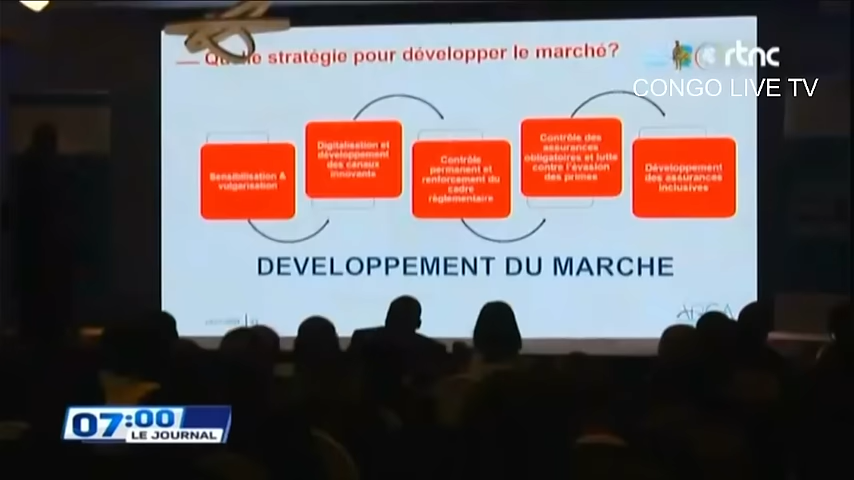 Quelle stratégie pour développer le marché?
rtnc
CONGO LIVE TV
Sensibilisation &
vulgarisation
Digitalisation et
développement
des canaux
innovants
Contrôle
permanent et
renforcement du
cadre
réglementaire
Contrôle des
assurances
obligatoires et lutte
contre l'évasion
des primes
Développement
des assurances
inclusives
DEVELOPPEMENT DU MARCHE
07:00
LE JOURNAL